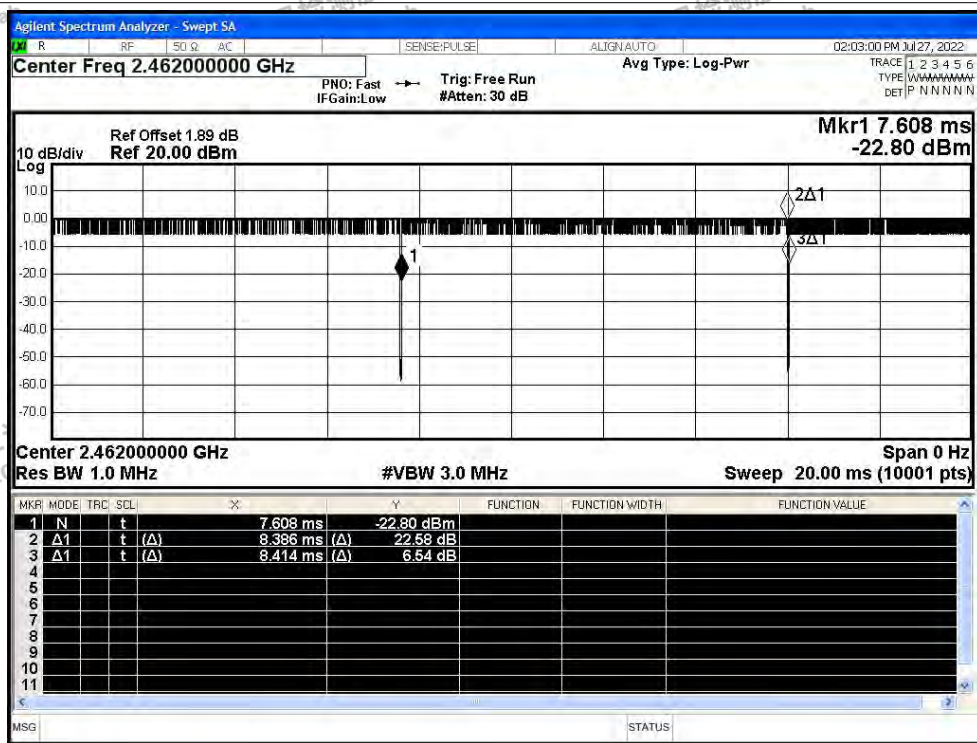 Agilent Spectrum Analyzer - Swept SA
R RF 50 Ω AC SENSE:PULSE ALIGN AUTO 02:03:00 PM Jul 27, 2022
Center Freq 2.462000000 GHz
PNO: Fast
IFGain:Low
Trig: Free Run
#Atten: 30 dB
Avg Type: Log-Pwr
TRACE 1 2 3 4 5 6
TYPE
DET P N N N N N
Mkr1 7.608 ms
-22.80 dBm
Ref Offset 1.89 dB
10 dB/div Ref 20.00 dBm
Log
10.0
0.00
-10.0
-20.0
-30.0
-40.0
-50.0
-60.0
-70.0
2Δ1
3Δ1
1
Center 2.462000000 GHz Span 0 Hz
Res BW 1.0 MHz #VBW 3.0 MHz Sweep 20.00 ms (10001 pts)
MKR MODE TRC SCL X Y FUNCTION FUNCTION WIDTH FUNCTION VALUE
1 N t 7.608 ms -22.80 dBm
2 Δ1 t (Δ) 8.386 ms (Δ) 22.58 dB
3 Δ1 t (Δ) 8.414 ms (Δ) 6.54 dB
4
5
6
7
8
9
10
11
MSG STATUS